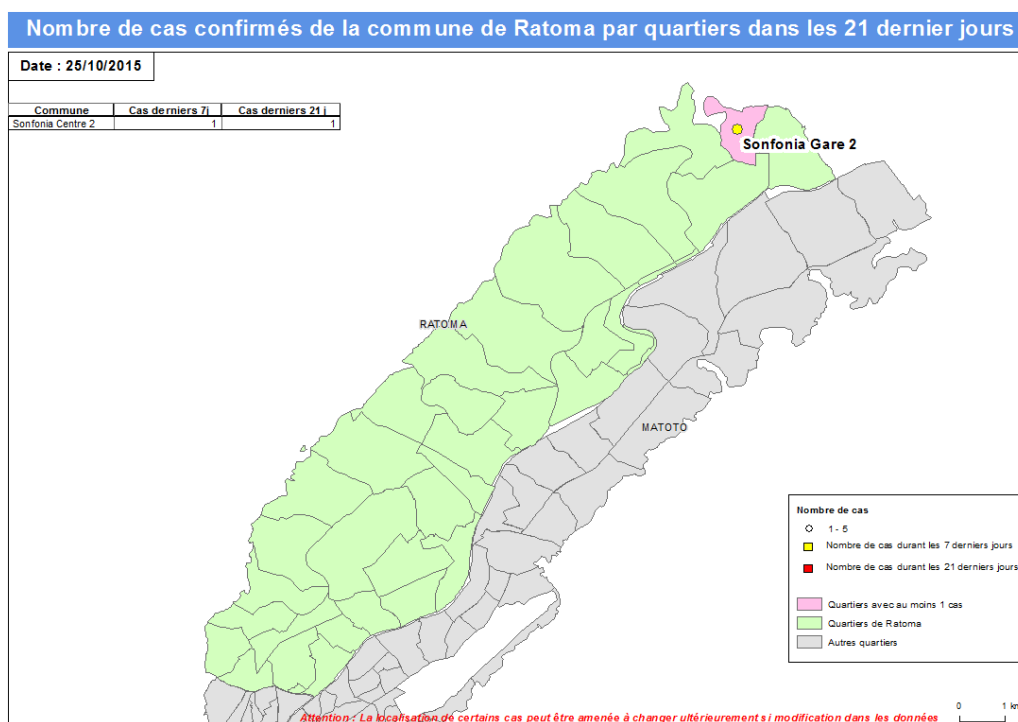 Nombre de cas confirmés de la commune de Ratoma par quartiers dans les 21 dernier jours
Date : 25/10/2015
Commune Cas derniers 7j Cas derniers 21 j
Sonfonia Centre 2 1 1
Sonfonia Gare 2
RATOMA
MATOTO
Nombre de cas
1 - 5
Nombre de cas durant les 7 derniers jours
Nombre de cas durant les 21 derniers jours
Quartiers avec au moins 1 cas
Quartiers de Ratoma
Autres quartiers
0 1 km
Attention : La localisation de certains cas peut être amenée à changer ultérieurement si modification dans les données